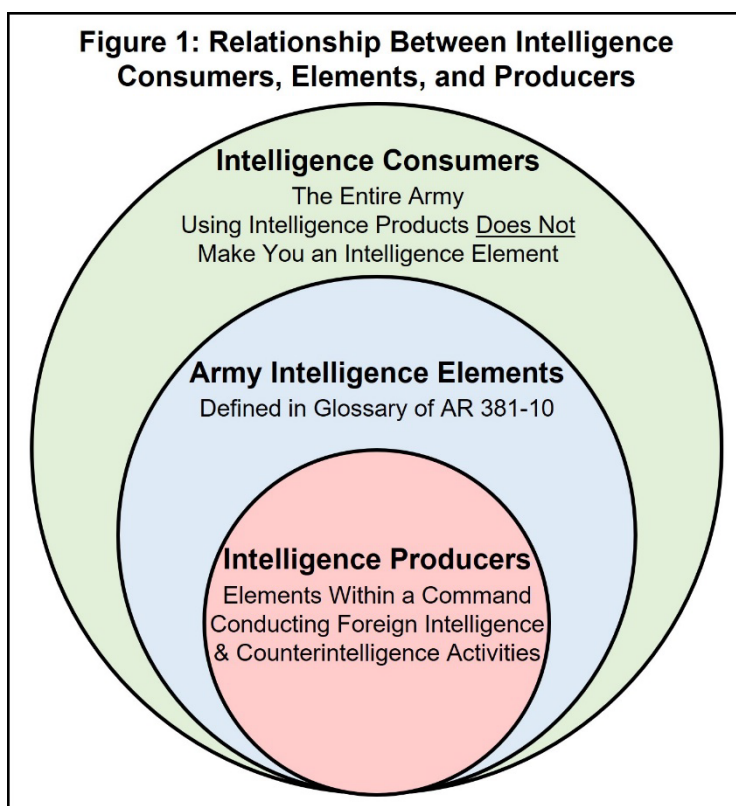 Figure 1: Relationship Between Intelligence
Consumers, Elements, and Producers
Intelligence Consumers
The Entire Army
Using Intelligence Products Does Not
Make You an Intelligence Element
Army Intelligence Elements
Defined in Glossary of AR 381-10
Intelligence Producers
Elements Within a Command
Conducting Foreign Intelligence
& Counterintelligence Activities